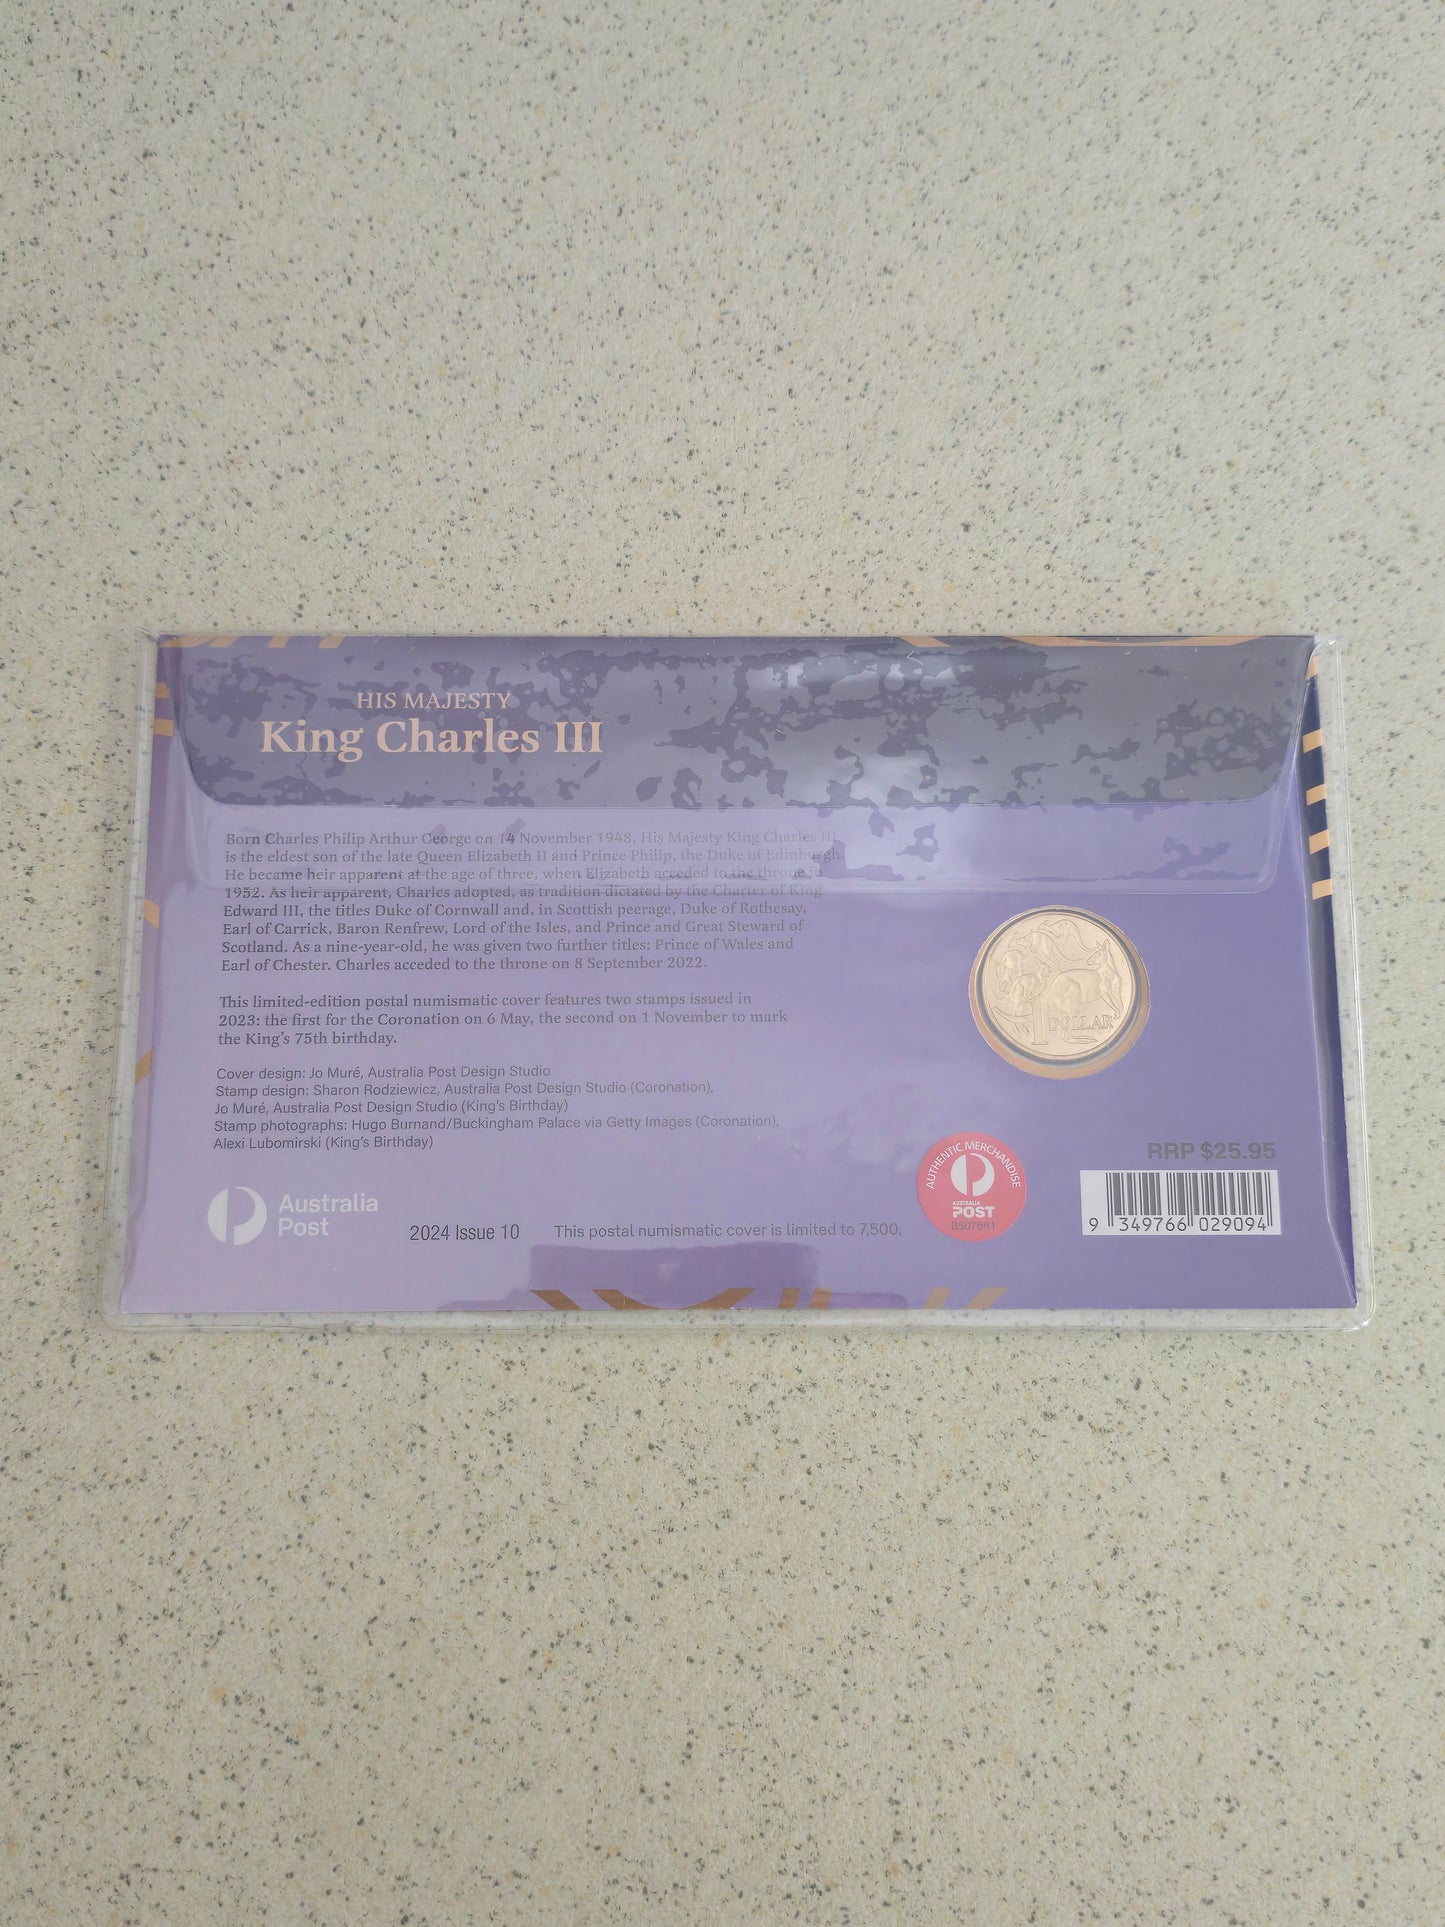 HIS MAJESTY
King Charles III
Born Charles Philip Arthur George on 14 November 1948, His Majesty King Charles III
is the eldest son of the late Queen Elizabeth II and Prince Philip, the Duke of Edinburgh.
He became heir apparent at the age of three, when Elizabeth acceded to the throne in
1952. As heir apparent, Charles adopted, as tradition dictated by the Charter of King
Edward III, the titles Duke of Cornwall and, in Scottish peerage, Duke of Rothesay,
Earl of Carrick, Baron Renfrew, Lord of the Isles, and Prince and Great Steward of
Scotland. As a nine-year-old, he was given two further titles: Prince of Wales and
Earl of Chester. Charles acceded to the throne on 8 September 2022.
This limited-edition postal numismatic cover features two stamps issued in
2023: the first for the Coronation on 6 May, the second on 1 November to mark
the King's 75th birthday.
Cover design: Jo Muré, Australia Post Design Studio
Stamp design: Sharon Rodziewicz, Australia Post Design Studio (Coronation),
Jo Muré, Australia Post Design Studio (King's Birthday)
Stamp photographs: Hugo Burnand/Buckingham Palace via Getty Images (Coronation),
Alexi Lubomirski (King's Birthday)
Australia
Post
2024 Issue 10
This postal numismatic cover is limited to 7,500.
1 DOLLAR
AUTHENTIC MERCHANDISE
AUSTRALIA
POST
B507661
RRP $25.95
9 349766 029094